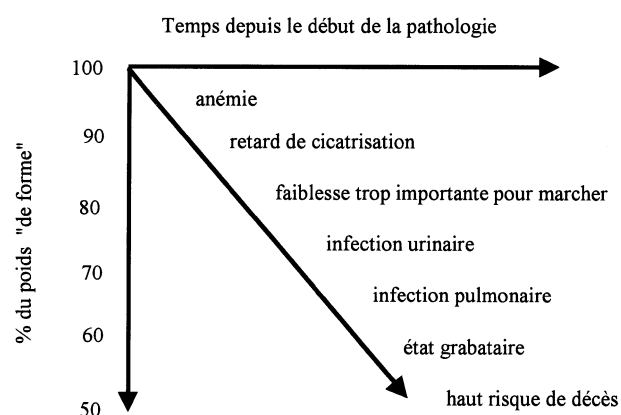 Temps depuis le début de la pathologie
% du poids "de forme"
100
anémie
90
retard de cicatrisation
80
faiblesse trop importante pour marcher
infection urinaire
70
infection pulmonaire
60
état grabataire
haut risque de décès
50